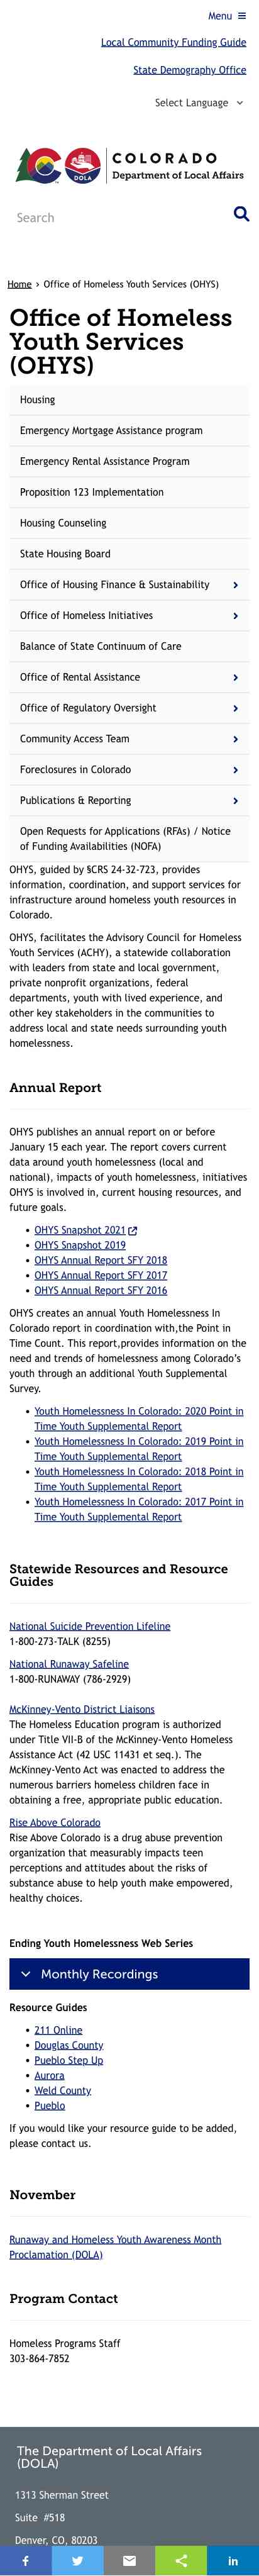 Menu ≡
Local Community Funding Guide
State Demography Office
Select Language
COLORADO
Department of Local Affairs
CO
DOLA
Search
Home › Office of Homeless Youth Services (OHYS)
Office of Homeless
Youth Services
(OHYS)
Housing
Emergency Mortgage Assistance program
Emergency Rental Assistance Program
Proposition 123 Implementation
Housing Counseling
State Housing Board
Office of Housing Finance & Sustainability
Office of Homeless Initiatives
Balance of State Continuum of Care
Office of Rental Assistance
Office of Regulatory Oversight
Community Access Team
Foreclosures in Colorado
Publications & Reporting
Open Requests for Applications (RFAs) / Notice
of Funding Availabilities (NOFA)
OHYS, guided by §CRS 24-32-723, provides
information, coordination, and support services for
infrastructure around homeless youth resources in
Colorado.
OHYS, facilitates the Advisory Council for Homeless
Youth Services (ACHY), a statewide collaboration
with leaders from state and local government,
private nonprofit organizations, federal
departments, youth with lived experience, and
other key stakeholders in the communities to
address local and state needs surrounding youth
homelessness.
Annual Report
OHYS publishes an annual report on or before
January 15 each year. The report covers current
data around youth homelessness (local and
national), impacts of youth homelessness, initiatives
OHYS is involved in, current housing resources, and
future goals.
• OHYS Snapshot 2021
• OHYS Snapshot 2019
• OHYS Annual Report SFY 2018
• OHYS Annual Report SFY 2017
• OHYS Annual Report SFY 2016
OHYS creates an annual Youth Homelessness In
Colorado report in coordination with,the Point in
Time Count. This report,provides information on the
need and trends of homelessness among Colorado's
youth through an additional Youth Supplemental
Survey.
• Youth Homelessness In Colorado: 2020 Point in
Time Youth Supplemental Report
• Youth Homelessness In Colorado: 2019 Point in
Time Youth Supplemental Report
• Youth Homelessness In Colorado: 2018 Point in
Time Youth Supplemental Report
• Youth Homelessness In Colorado: 2017 Point in
Time Youth Supplemental Report
Statewide Resources and Resource
Guides
National Suicide Prevention Lifeline
1-800-273-TALK (8255)
National Runaway Safeline
1-800-RUNAWAY (786-2929)
McKinney-Vento District Liaisons
The Homeless Education program is authorized
under Title VII-B of the McKinney-Vento Homeless
Assistance Act (42 USC 11431 et seq.). The
McKinney-Vento Act was enacted to address the
numerous barriers homeless children face in
obtaining a free, appropriate public education.
Rise Above Colorado
Rise Above Colorado is a drug abuse prevention
organization that measurably impacts teen
perceptions and attitudes about the risks of
substance abuse to help youth make empowered,
healthy choices.
Ending Youth Homelessness Web Series
Monthly Recordings
Resource Guides
• 211 Online
• Douglas County
• Pueblo Step Up
• Aurora
• Weld County
• Pueblo
If you would like your resource guide to be added,
please contact us.
November
Runaway and Homeless Youth Awareness Month
Proclamation (DOLA)
Program Contact
Homeless Programs Staff
303-864-7852
The Department of Local Affairs
(DOLA)
1313 Sherman Street
Suite #518
Denver, CO, 80203